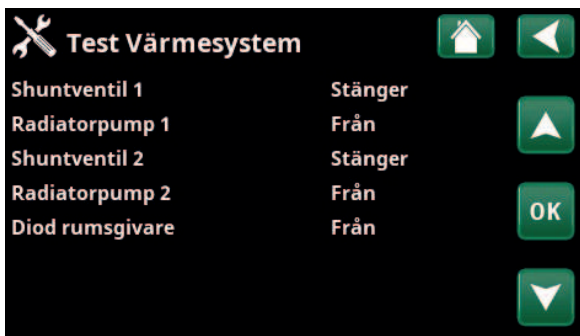 Test Värmesystem
Shuntventil 1 Stänger
Radiatorpump 1 Från
Shuntventil 2 Stänger
Radiatorpump 2 Från
Diod rumsgivare Från
OK